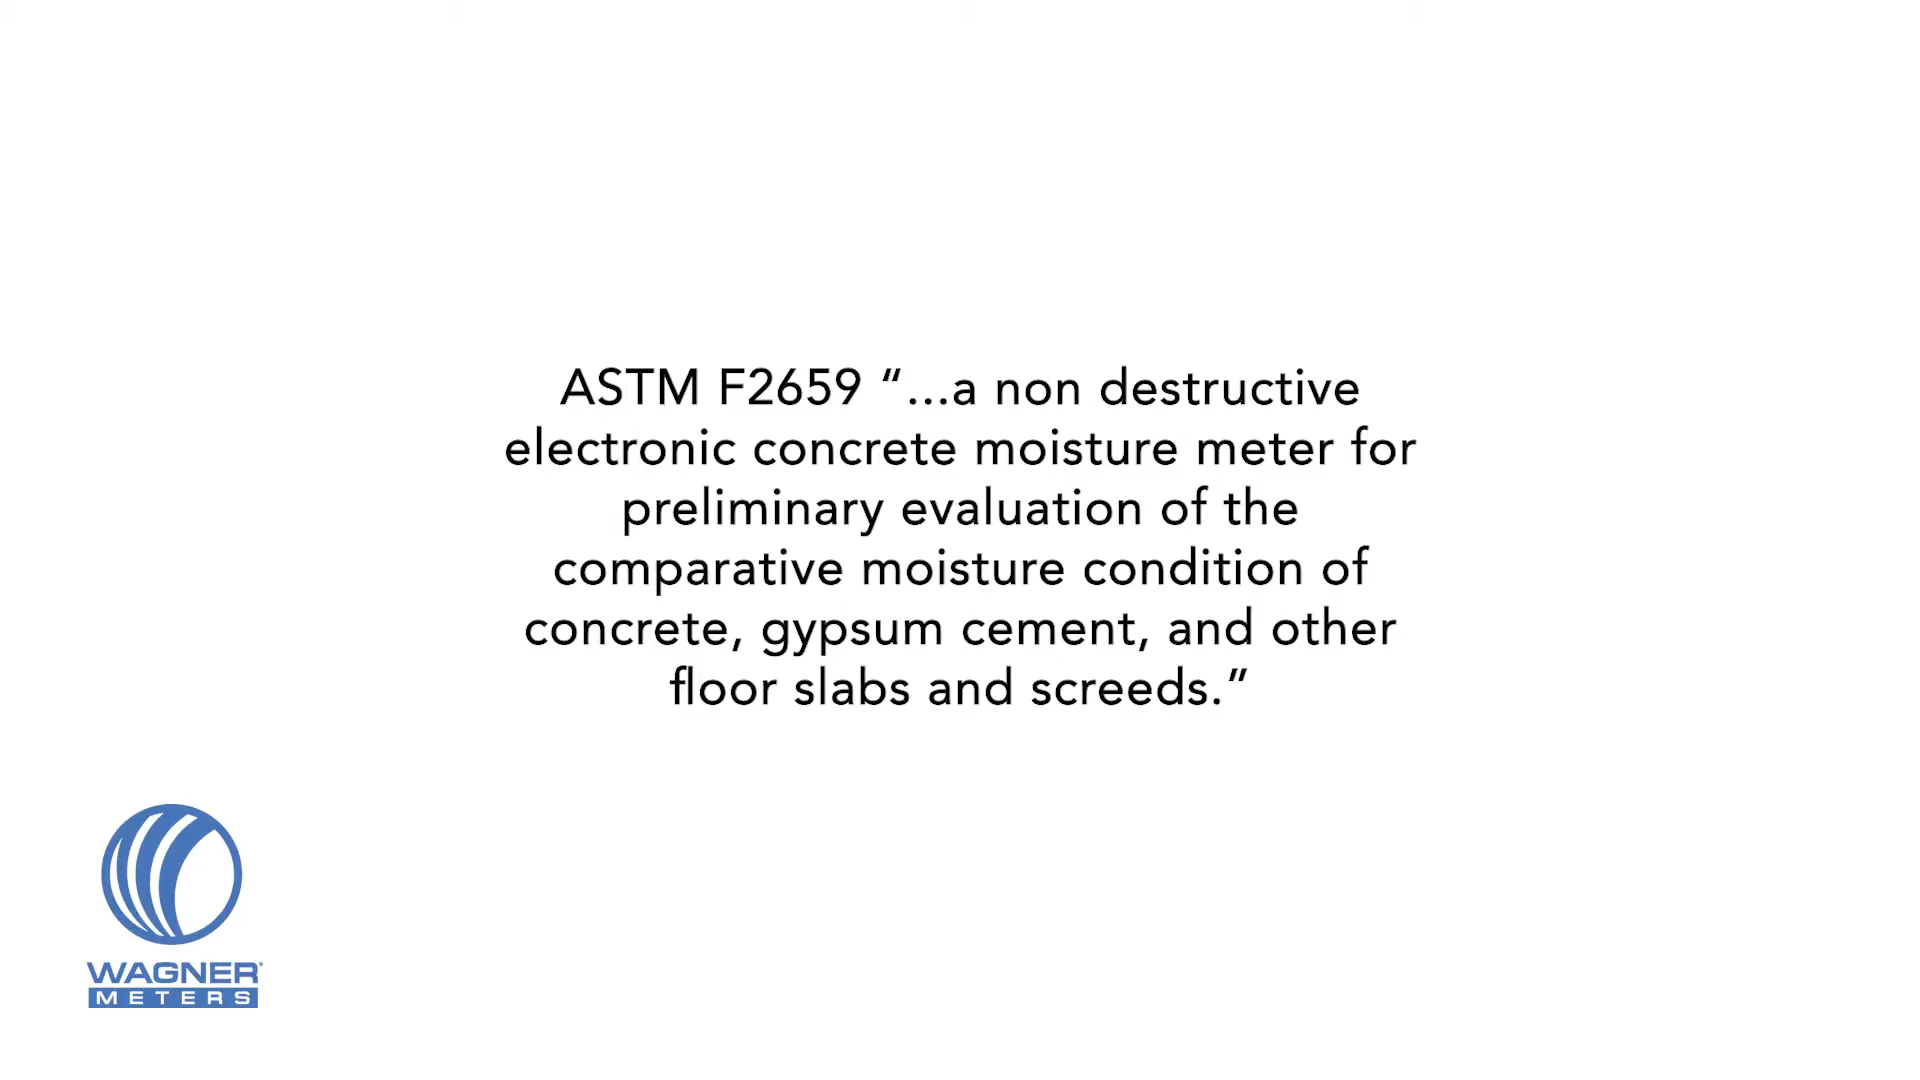 ASTM F2659 “...a non destructive
electronic concrete moisture meter for
preliminary evaluation of the
comparative moisture condition of
concrete, gypsum cement, and other
floor slabs and screeds.”
WAGNER®
METERS